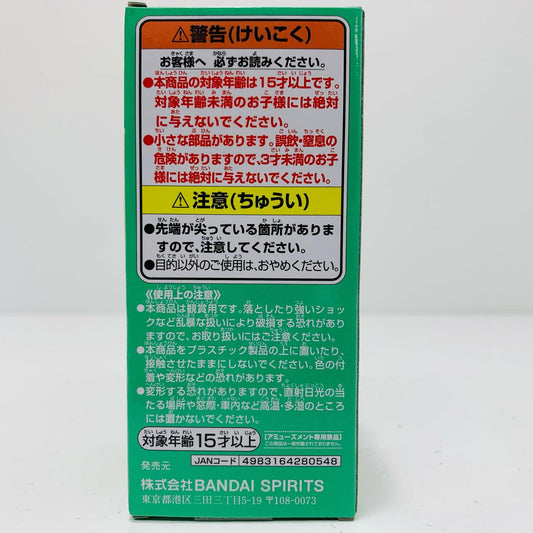 ⚠警告(けいこく)
お客様へ 必ずお読みください。
●本商品の対象年齢は15才以上です。
対象年齢未満のお子様には絶対
に与えないでください。
●小さな部品があります。誤飲・窒息の
危険がありますので、3才未満のお子
様には絶対に与えないでください。
⚠注意(ちゅうい)
●先端が尖っている箇所がありま
すので、注意してください。
●目的以外のご使用は、おやめください。
《使用上の注意》
●本商品は観賞用です。落としたり強いショッ
クなど乱暴な扱いにより破損する恐れがあり
ますので、お取り扱いにはご注意ください。
●本商品をプラスチック製品の上に置いたり、
接触させたままにしないでください。色の付
着や変形などの恐れがあります。
●変形する恐れがありますので、直射日光の当
たる場所や窓際・車内など高温・多湿のところ
には置かないでください。
対象年齢15才以上
[アミューズメント専用景品]
この商品は一般販売されておりません。
発売元
JANコード 4983164280548
株式会社BANDAI SPIRITS
東京都港区三田三丁目5-19 〒108-0073